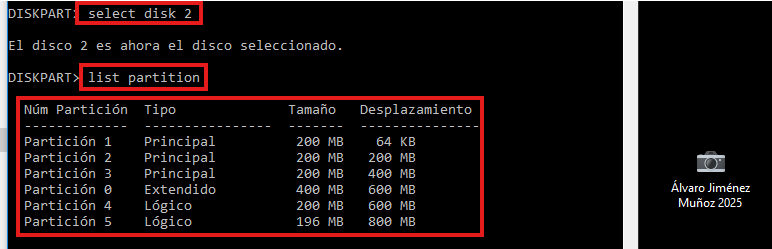 DISKPART> select disk 2
El disco 2 es ahora el disco seleccionado.
DISKPART> list partition
Núm Partición  Tipo              Tamaño   Desplazamiento
-------------  ----------------  -------  ---------------
Partición 1    Principal          200 MB    64 KB
Partición 2    Principal          200 MB   200 MB
Partición 3    Principal          200 MB   400 MB
Partición 0    Extendido          400 MB   600 MB
Partición 4    Lógico             200 MB   600 MB
Partición 5    Lógico             196 MB   800 MB
Álvaro Jiménez
Muñoz 2025